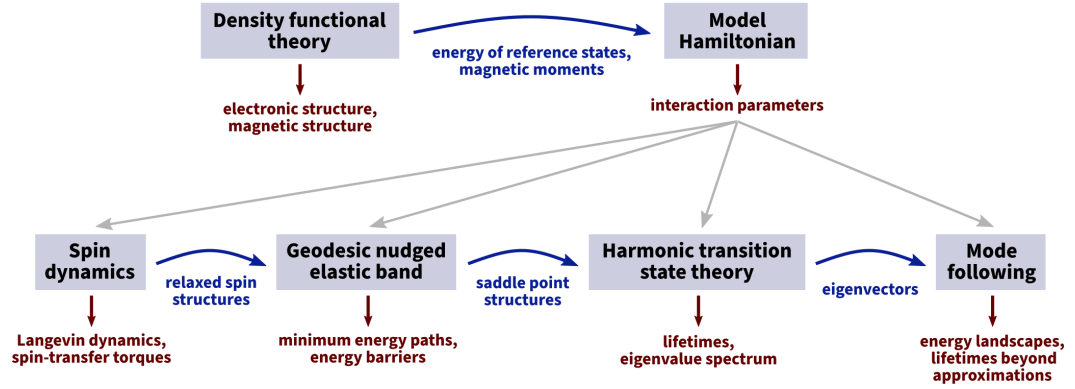 Density functional
theory
energy of reference states,
magnetic moments
Model
Hamiltonian
electronic structure,
magnetic structure
interaction parameters
Spin
dynamics
relaxed spin
structures
Geodesic nudged
elastic band
saddle point
structures
Harmonic transition
state theory
eigenvectors
Mode
following
Langevin dynamics,
spin-transfer torques
minimum energy paths,
energy barriers
lifetimes,
eigenvalue spectrum
energy landscapes,
lifetimes beyond
approximations